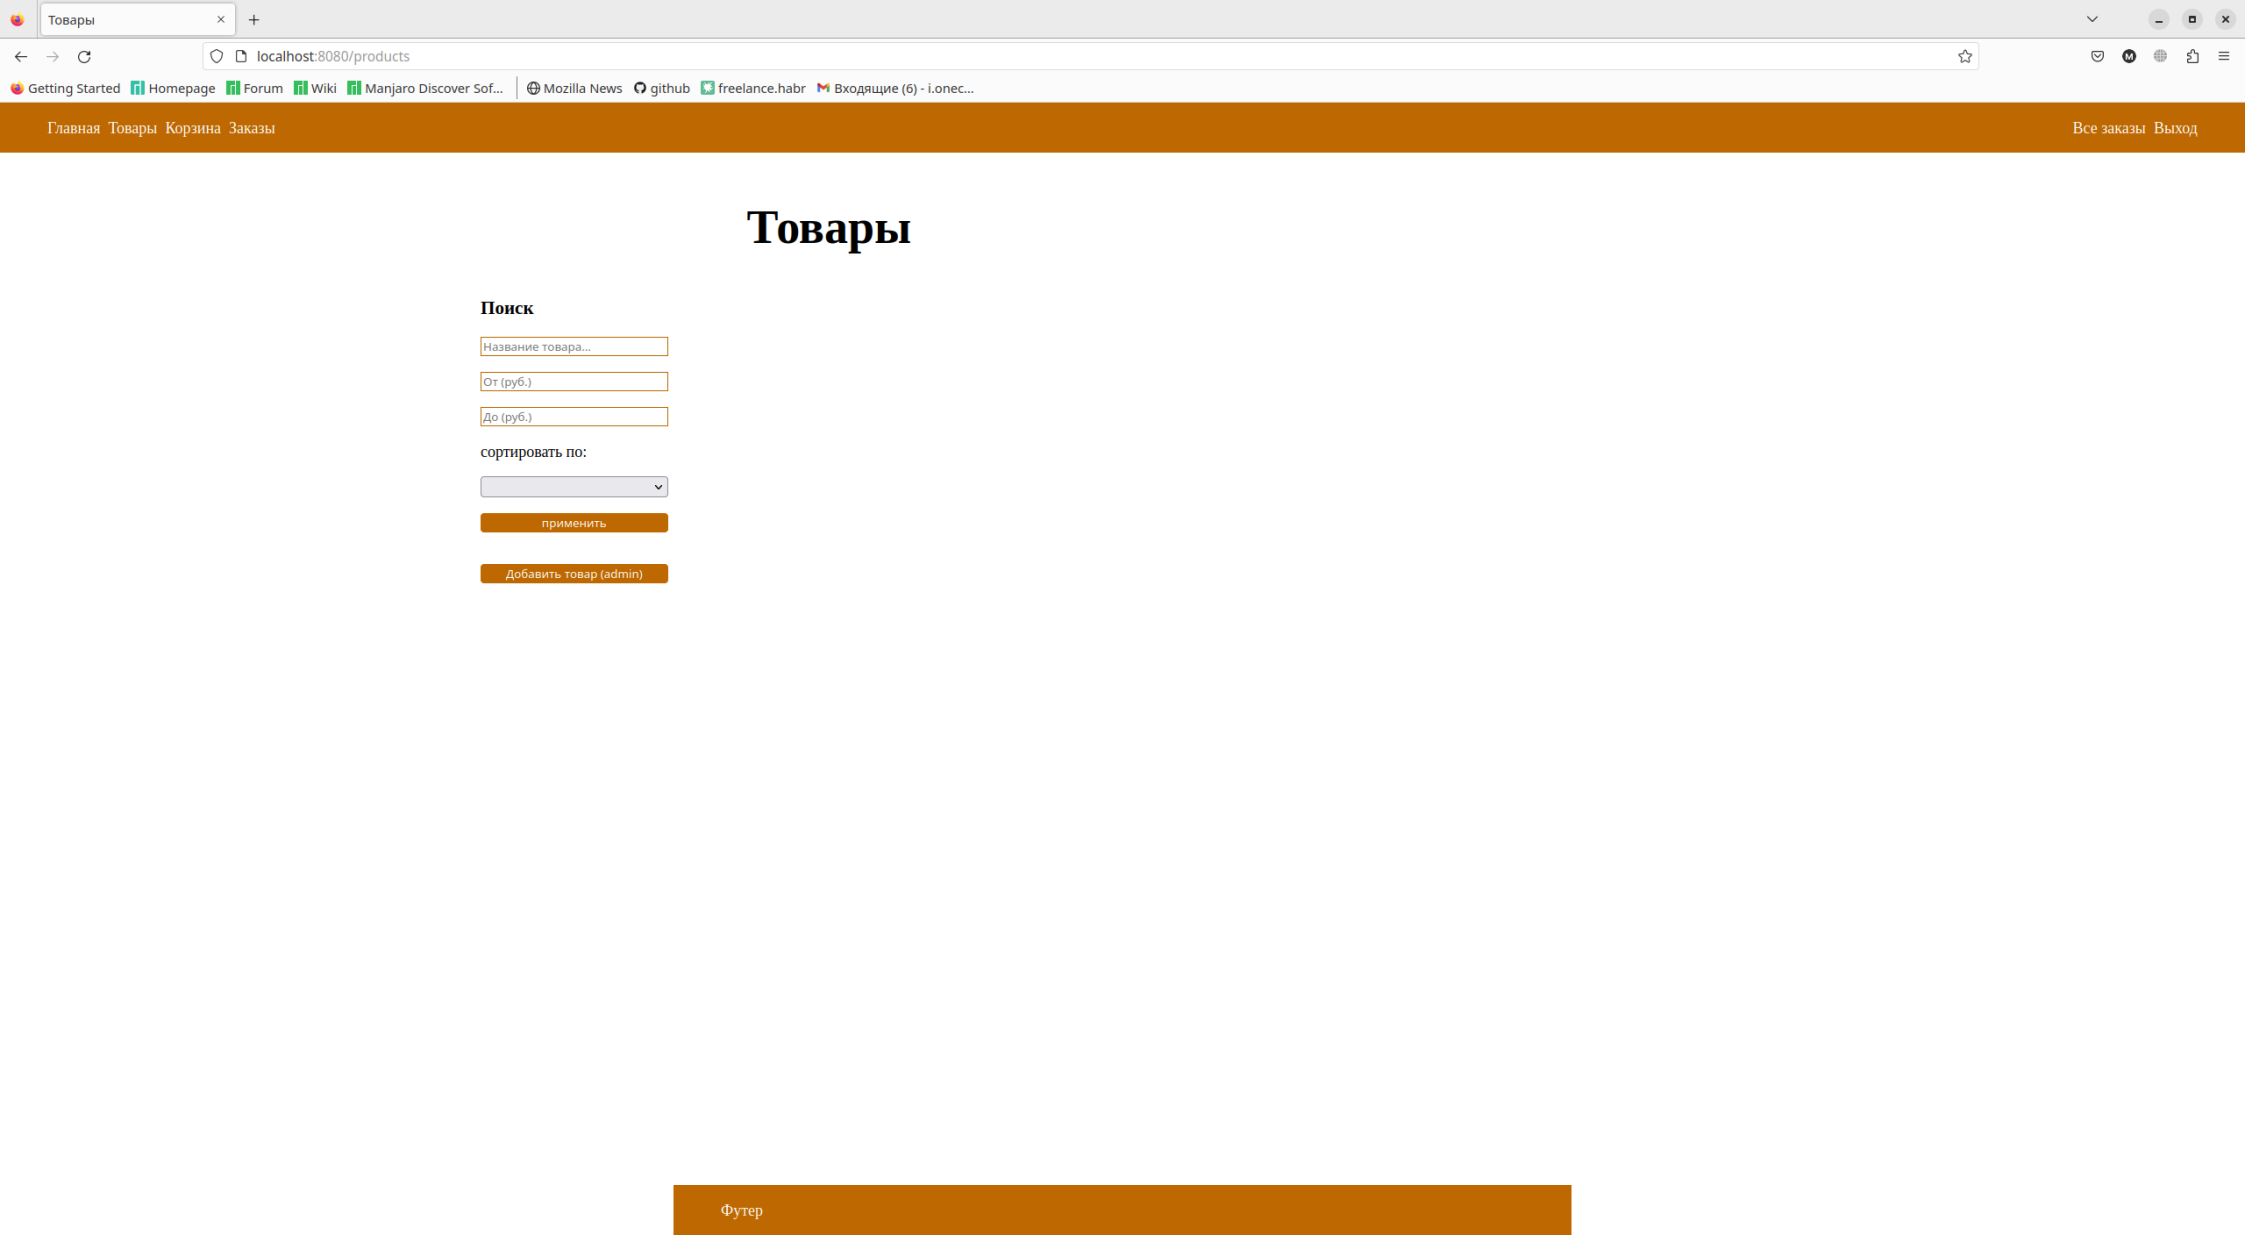 Товары
localhost:8080/products
Getting Started Homepage Forum Wiki Manjaro Discover Sof... Mozilla News github freelance.habr Входящие (6) - i.onec...
Главная Товары Корзина Заказы Все заказы Выход
Товары
Поиск
Название товара...
От (руб.)
До (руб.)
сортировать по:
применить
Добавить товар (admin)
Футер